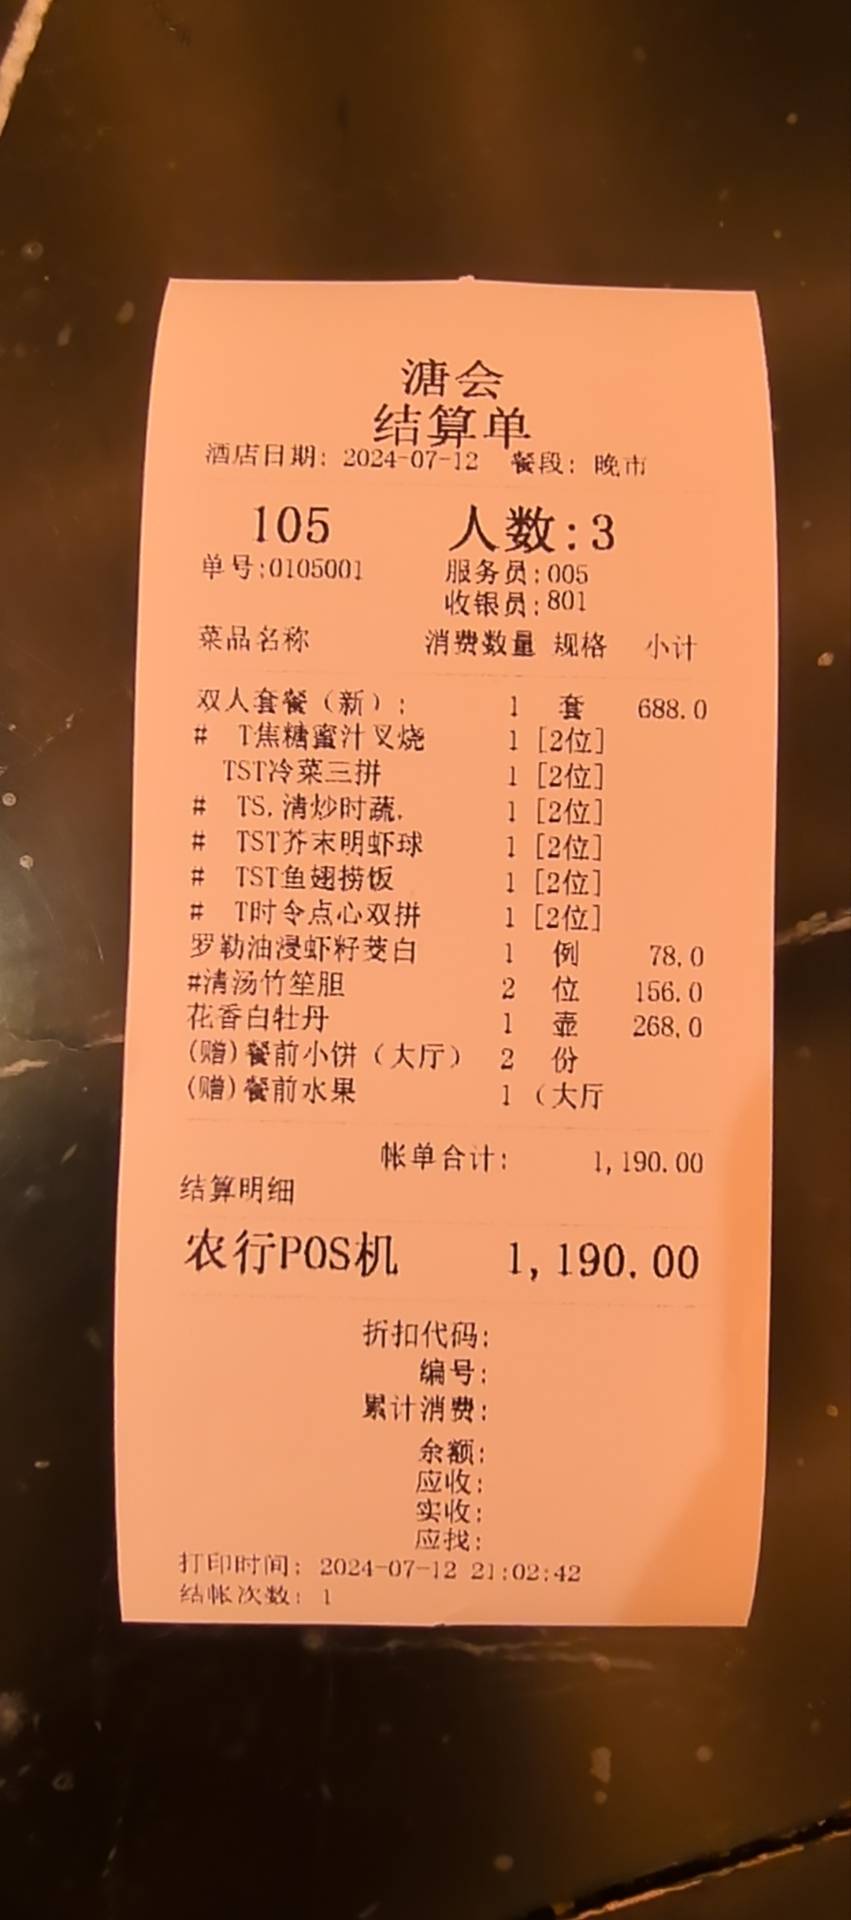 溏会
结算单
酒店日期: 2024-07-12 餐段: 晚市
105 人数:3
单号:0105001 服务员:005
收银员:801
菜品名称 消费数量 规格 小计
双人套餐（新）: 1 套 688.0
# T焦糖蜜汁叉烧 1 [2位]
TST冷菜三拼 1 [2位]
# TS.清炒时蔬. 1 [2位]
# TST芥末明虾球 1 [2位]
# TST鱼翅捞饭 1 [2位]
# T时令点心双拼 1 [2位]
罗勒油浸虾籽茭白 1 例 78.0
#清汤竹笙胆 2 位 156.0
花香白牡丹 1 壶 268.0
(赠)餐前小饼（大厅） 2 份
(赠)餐前水果 1 （大厅
帐单合计: 1,190.00
结算明细
农行POS机 1,190.00
折扣代码:
编号:
累计消费:
余额:
应收:
实收:
应找:
打印时间: 2024-07-12 21:02:42
结帐次数: 1